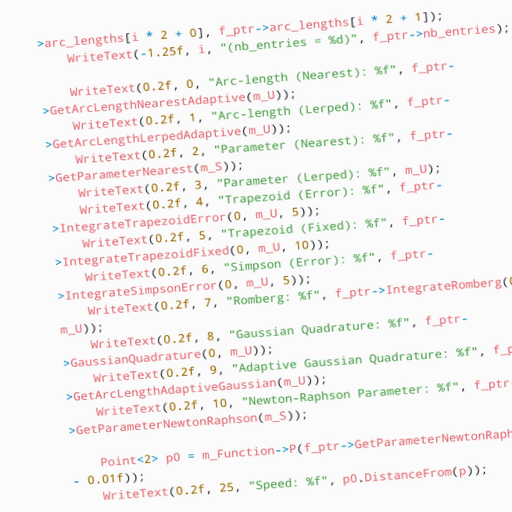 >arc_lengths[i * 2 + 0], f_ptr->arc_lengths[i * 2 + 1]);
WriteText(-1.25f, i, "(nb_entries = %d)", f_ptr->nb_entries);
WriteText(0.2f, 0, "Arc-length (Nearest): %f", f_ptr-
>GetArcLengthNearestAdaptive(m_U));
WriteText(0.2f, 1, "Arc-length (Lerped): %f", f_ptr-
>GetArcLengthLerpedAdaptive(m_U));
WriteText(0.2f, 2, "Parameter (Nearest): %f", f_ptr-
>GetParameterNearest(m_S));
WriteText(0.2f, 3, "Parameter (Lerped): %f", m_U);
WriteText(0.2f, 4, "Trapezoid (Error): %f", f_ptr-
>IntegrateTrapezoidError(0, m_U, 5));
WriteText(0.2f, 5, "Trapezoid (Fixed): %f", f_ptr-
>IntegrateTrapezoidFixed(0, m_U, 10));
WriteText(0.2f, 6, "Simpson (Error): %f", f_ptr-
>IntegrateSimpsonError(0, m_U, 5));
WriteText(0.2f, 7, "Romberg: %f", f_ptr->IntegrateRomberg(
m_U));
WriteText(0.2f, 8, "Gaussian Quadrature: %f", f_ptr-
>GaussianQuadrature(0, m_U));
WriteText(0.2f, 9, "Adaptive Gaussian Quadrature: %f", f_p
>GetArcLengthAdaptiveGaussian(m_U));
WriteText(0.2f, 10, "Newton-Raphson Parameter: %f", f_ptr
>GetParameterNewtonRaphson(m_S));
Point<2> p0 = m_Function->P(f_ptr->GetParameterNewtonRaph
- 0.01f));
WriteText(0.2f, 25, "Speed: %f", p0.DistanceFrom(p));